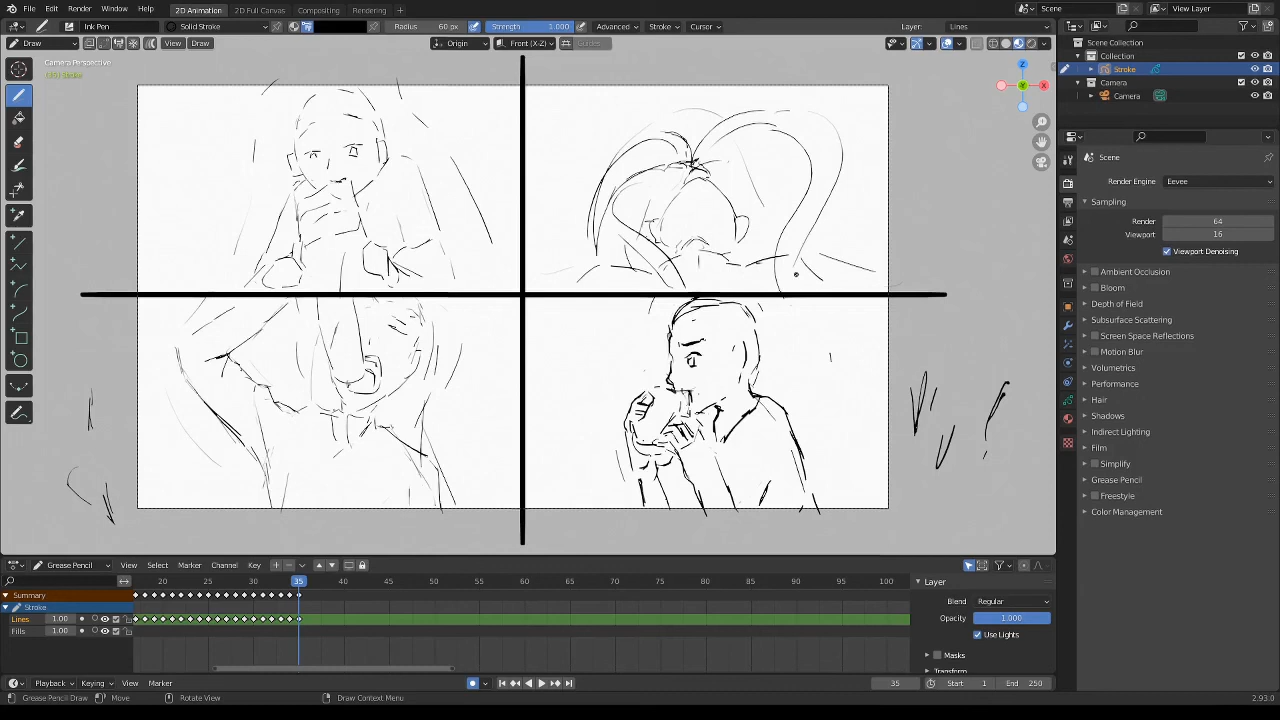 File Edit Render Window Help 2D Animation 2D Full Canvas Compositing Rendering Scene View Layer
Ink Pen Solid Stroke Radius 60 px Strength 1.000 Advanced Stroke Cursor Layer: Lines
Draw View Draw Origin Front (X-Z) Guides
Camera Perspective
(35) Stroke
Z
X
Y
Scene Collection
Collection
Stroke
Camera
Camera
Scene
Render Engine Eevee
Sampling
Render 64
Viewport 16
Viewport Denoising
Ambient Occlusion
Bloom
Depth of Field
Subsurface Scattering
Screen Space Reflections
Motion Blur
Volumetrics
Performance
Hair
Shadows
Indirect Lighting
Film
Simplify
Grease Pencil
Freestyle
Color Management
Grease Pencil View Select Marker Channel Key
20 25 30 35 40 45 50 55 60 65 70 75 80 85 90 95 100
Summary
Stroke
Lines 1.00
Fills 1.00
Layer
Blend Regular
Opacity 1.000
Use Lights
Masks
Transform
Playback Keying View Marker 35 Start 1 End 250
Grease Pencil Draw Move Rotate View Draw Context Menu 2.93.0